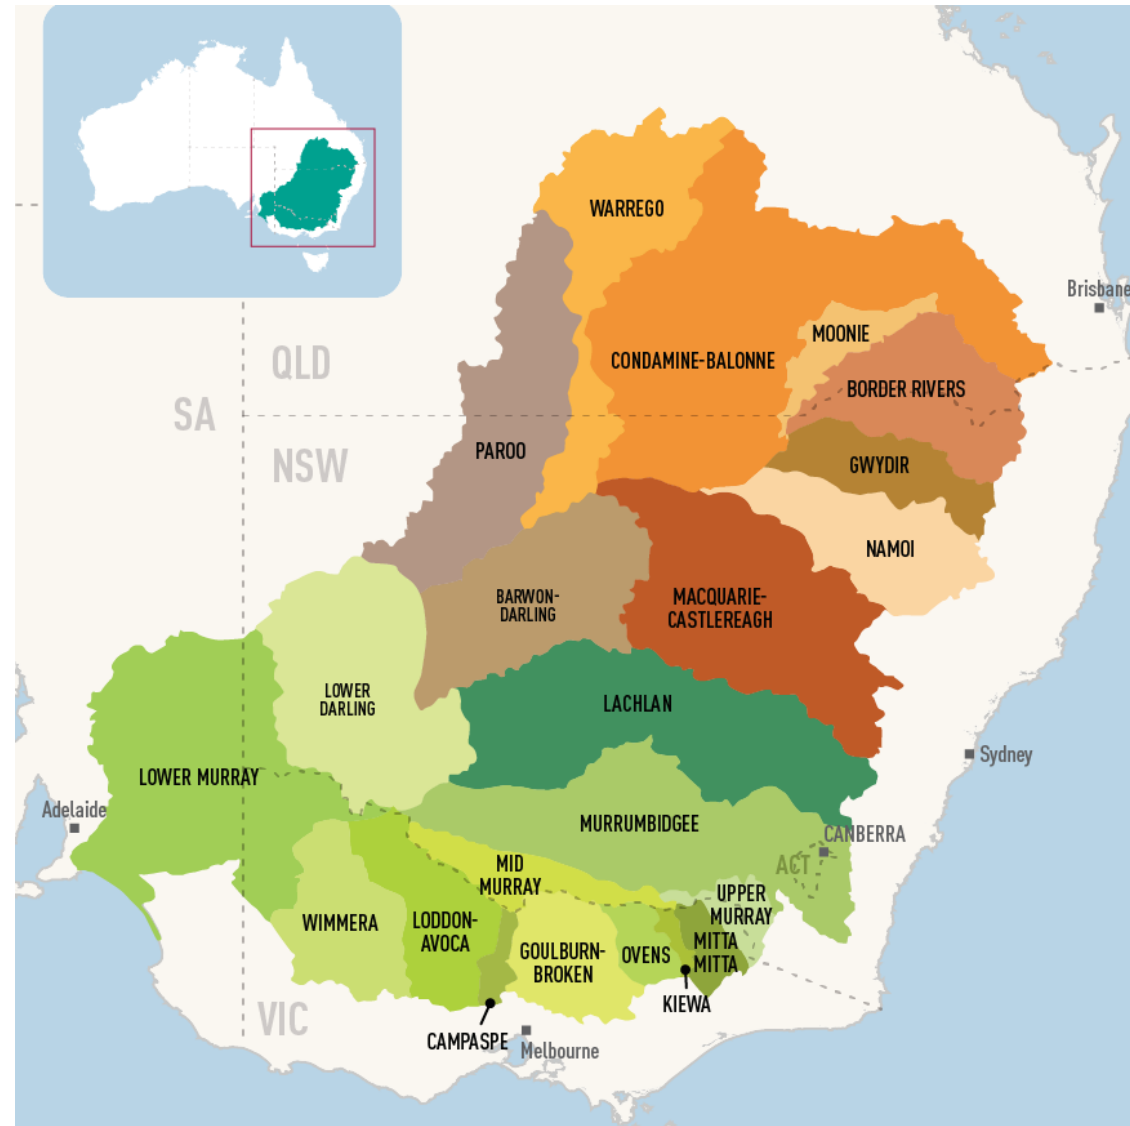 WARREGO
Brisbane
MOONIE
QLD
CONDAMINE-BALONNE
BORDER RIVERS
SA
PAROO
NSW
GWYDIR
NAMOI
BARWON-
DARLING
MACQUARIE-
CASTLEREAGH
LOWER
DARLING
LACHLAN
Sydney
LOWER MURRAY
Adelaide
MURRUMBIDGEE
CANBERRA
ACT
MID
MURRAY
UPPER
MURRAY
WIMMERA
LODDON-
AVOCA
GOULBURN-
BROKEN
OVENS
MITTA
MITTA
KIEWA
VIC
CAMPASPE
Melbourne